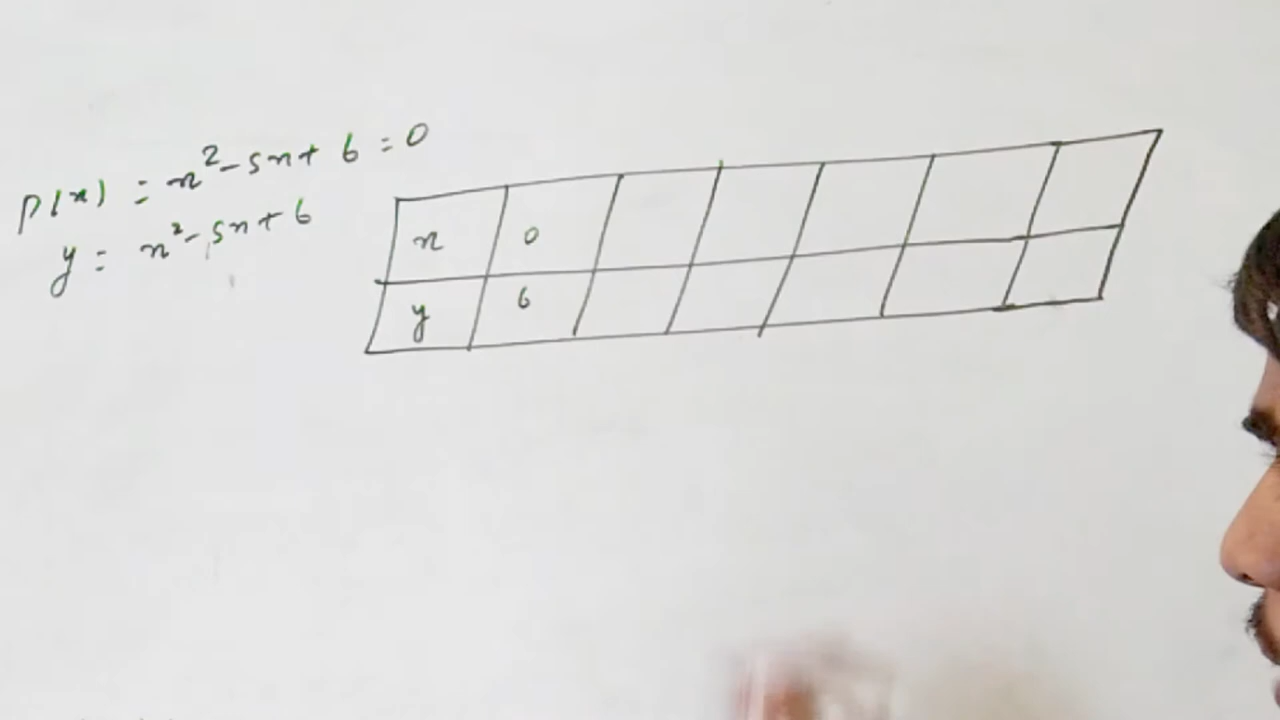 p(x) = x² - 5x + 6 = 0
y = x² - 5x + 6
x 0
y 6